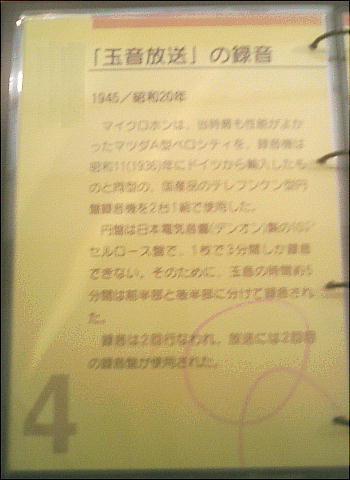 「玉音放送」の録音
1945／昭和20年
マイクロホンは、当時最も性能がよか
ったマツダA型ベロシティを、録音機は
昭和11(1936)年にドイツから輸入したも
のと同型の、国産品のテレフンケン型円
盤録音機を2台1組で使用した。
円盤は日本電気音響(デンオン)製の
セルロース盤で、1枚で3分間しか録音
できない。そのために、玉音の時間約5
分間は前半部と後半部に分けて録音され
た。
録音は2回行なわれ、放送には2回目
の録音盤が使用された。
4